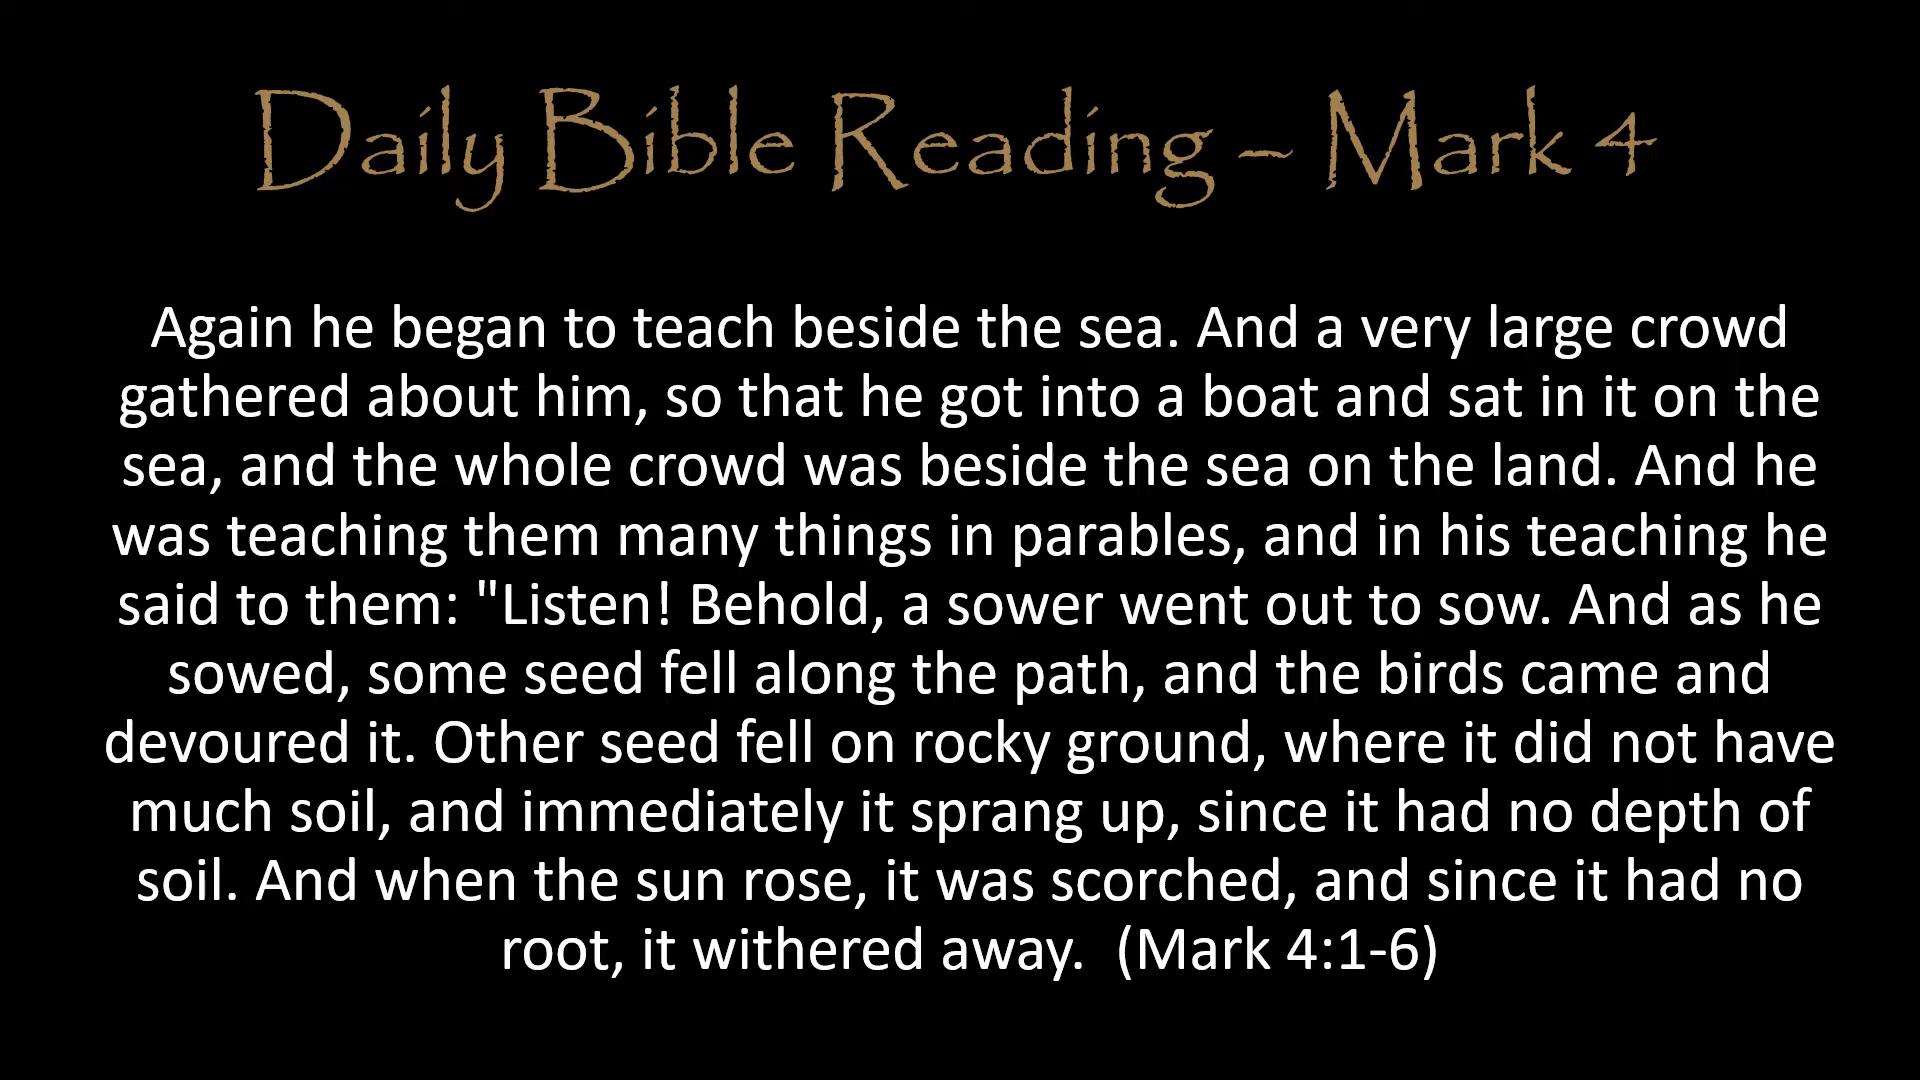 Daily Bible Reading – Mark 4
Again he began to teach beside the sea. And a very large crowd
gathered about him, so that he got into a boat and sat in it on the
sea, and the whole crowd was beside the sea on the land. And he
was teaching them many things in parables, and in his teaching he
said to them: "Listen! Behold, a sower went out to sow. And as he
sowed, some seed fell along the path, and the birds came and
devoured it. Other seed fell on rocky ground, where it did not have
much soil, and immediately it sprang up, since it had no depth of
soil. And when the sun rose, it was scorched, and since it had no
root, it withered away.  (Mark 4:1-6)